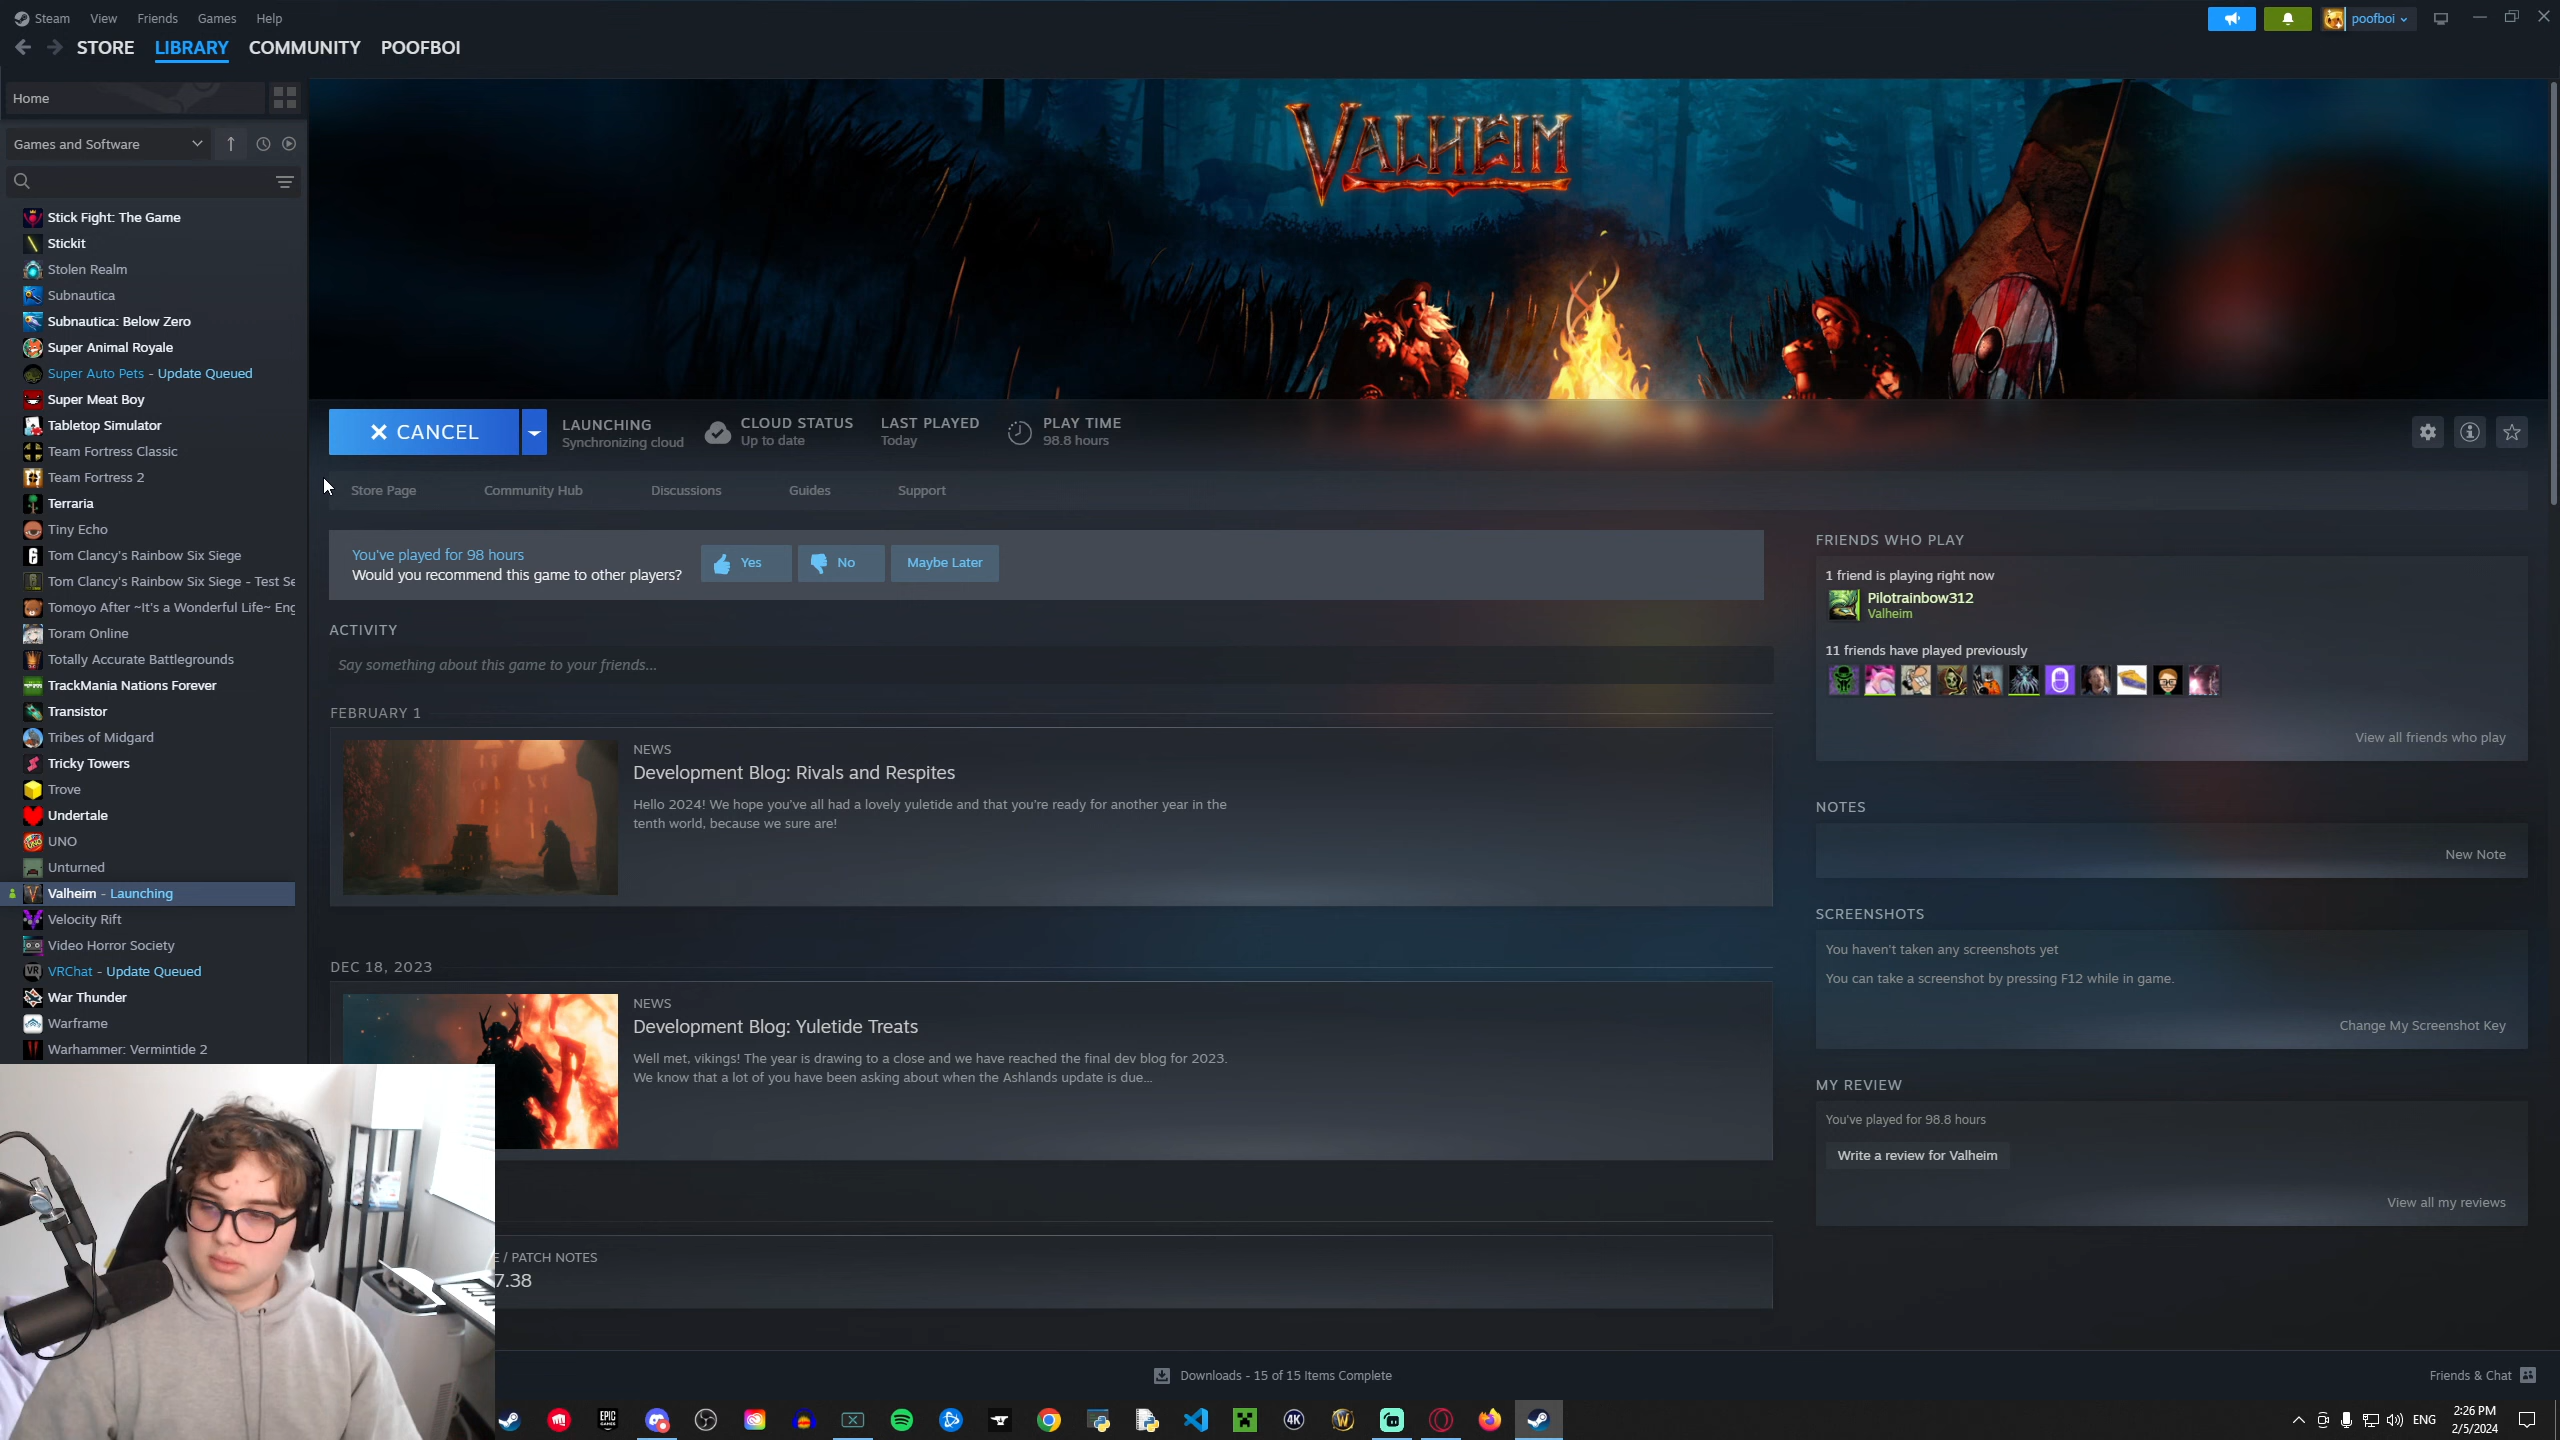 Steam View Friends Games Help
poofboi
STORE LIBRARY COMMUNITY POOFBOI
Home
Games and Software
Stick Fight: The Game
Stickit
Stolen Realm
Subnautica
Subnautica: Below Zero
Super Animal Royale
Super Auto Pets - Update Queued
Super Meat Boy
Tabletop Simulator
Team Fortress Classic
Team Fortress 2
Terraria
Tiny Echo
Tom Clancy's Rainbow Six Siege
Tom Clancy's Rainbow Six Siege - Test Se
Tomoyo After ~It's a Wonderful Life~ Eng
Toram Online
Totally Accurate Battlegrounds
TrackMania Nations Forever
Transistor
Tribes of Midgard
Tricky Towers
Trove
Undertale
UNO
Unturned
Valheim - Launching
Velocity Rift
Video Horror Society
VRChat - Update Queued
War Thunder
Warframe
Warhammer: Vermintide 2
VALHEIM
CANCEL
LAUNCHING
Synchronizing cloud
CLOUD STATUS
Up to date
LAST PLAYED
Today
PLAY TIME
98.8 hours
Store Page Community Hub Discussions Guides Support
You've played for 98 hours
Would you recommend this game to other players?
Yes No Maybe Later
ACTIVITY
Say something about this game to your friends...
FEBRUARY 1
NEWS
Development Blog: Rivals and Respites
Hello 2024! We hope you've all had a lovely yuletide and that you're ready for another year in the
tenth world, because we sure are!
DEC 18, 2023
NEWS
Development Blog: Yuletide Treats
Well met, vikings! The year is drawing to a close and we have reached the final dev blog for 2023.
We know that a lot of you have been asking about when the Ashlands update is due...
E / PATCH NOTES
7.38
FRIENDS WHO PLAY
1 friend is playing right now
Pilotrainbow312
Valheim
11 friends have played previously
View all friends who play
NOTES
New Note
SCREENSHOTS
You haven't taken any screenshots yet
You can take a screenshot by pressing F12 while in game.
Change My Screenshot Key
MY REVIEW
You've played for 98.8 hours
Write a review for Valheim
View all my reviews
Downloads - 15 of 15 Items Complete
Friends & Chat
EPIC
GAMES
4K
ENG
2:26 PM
2/5/2024